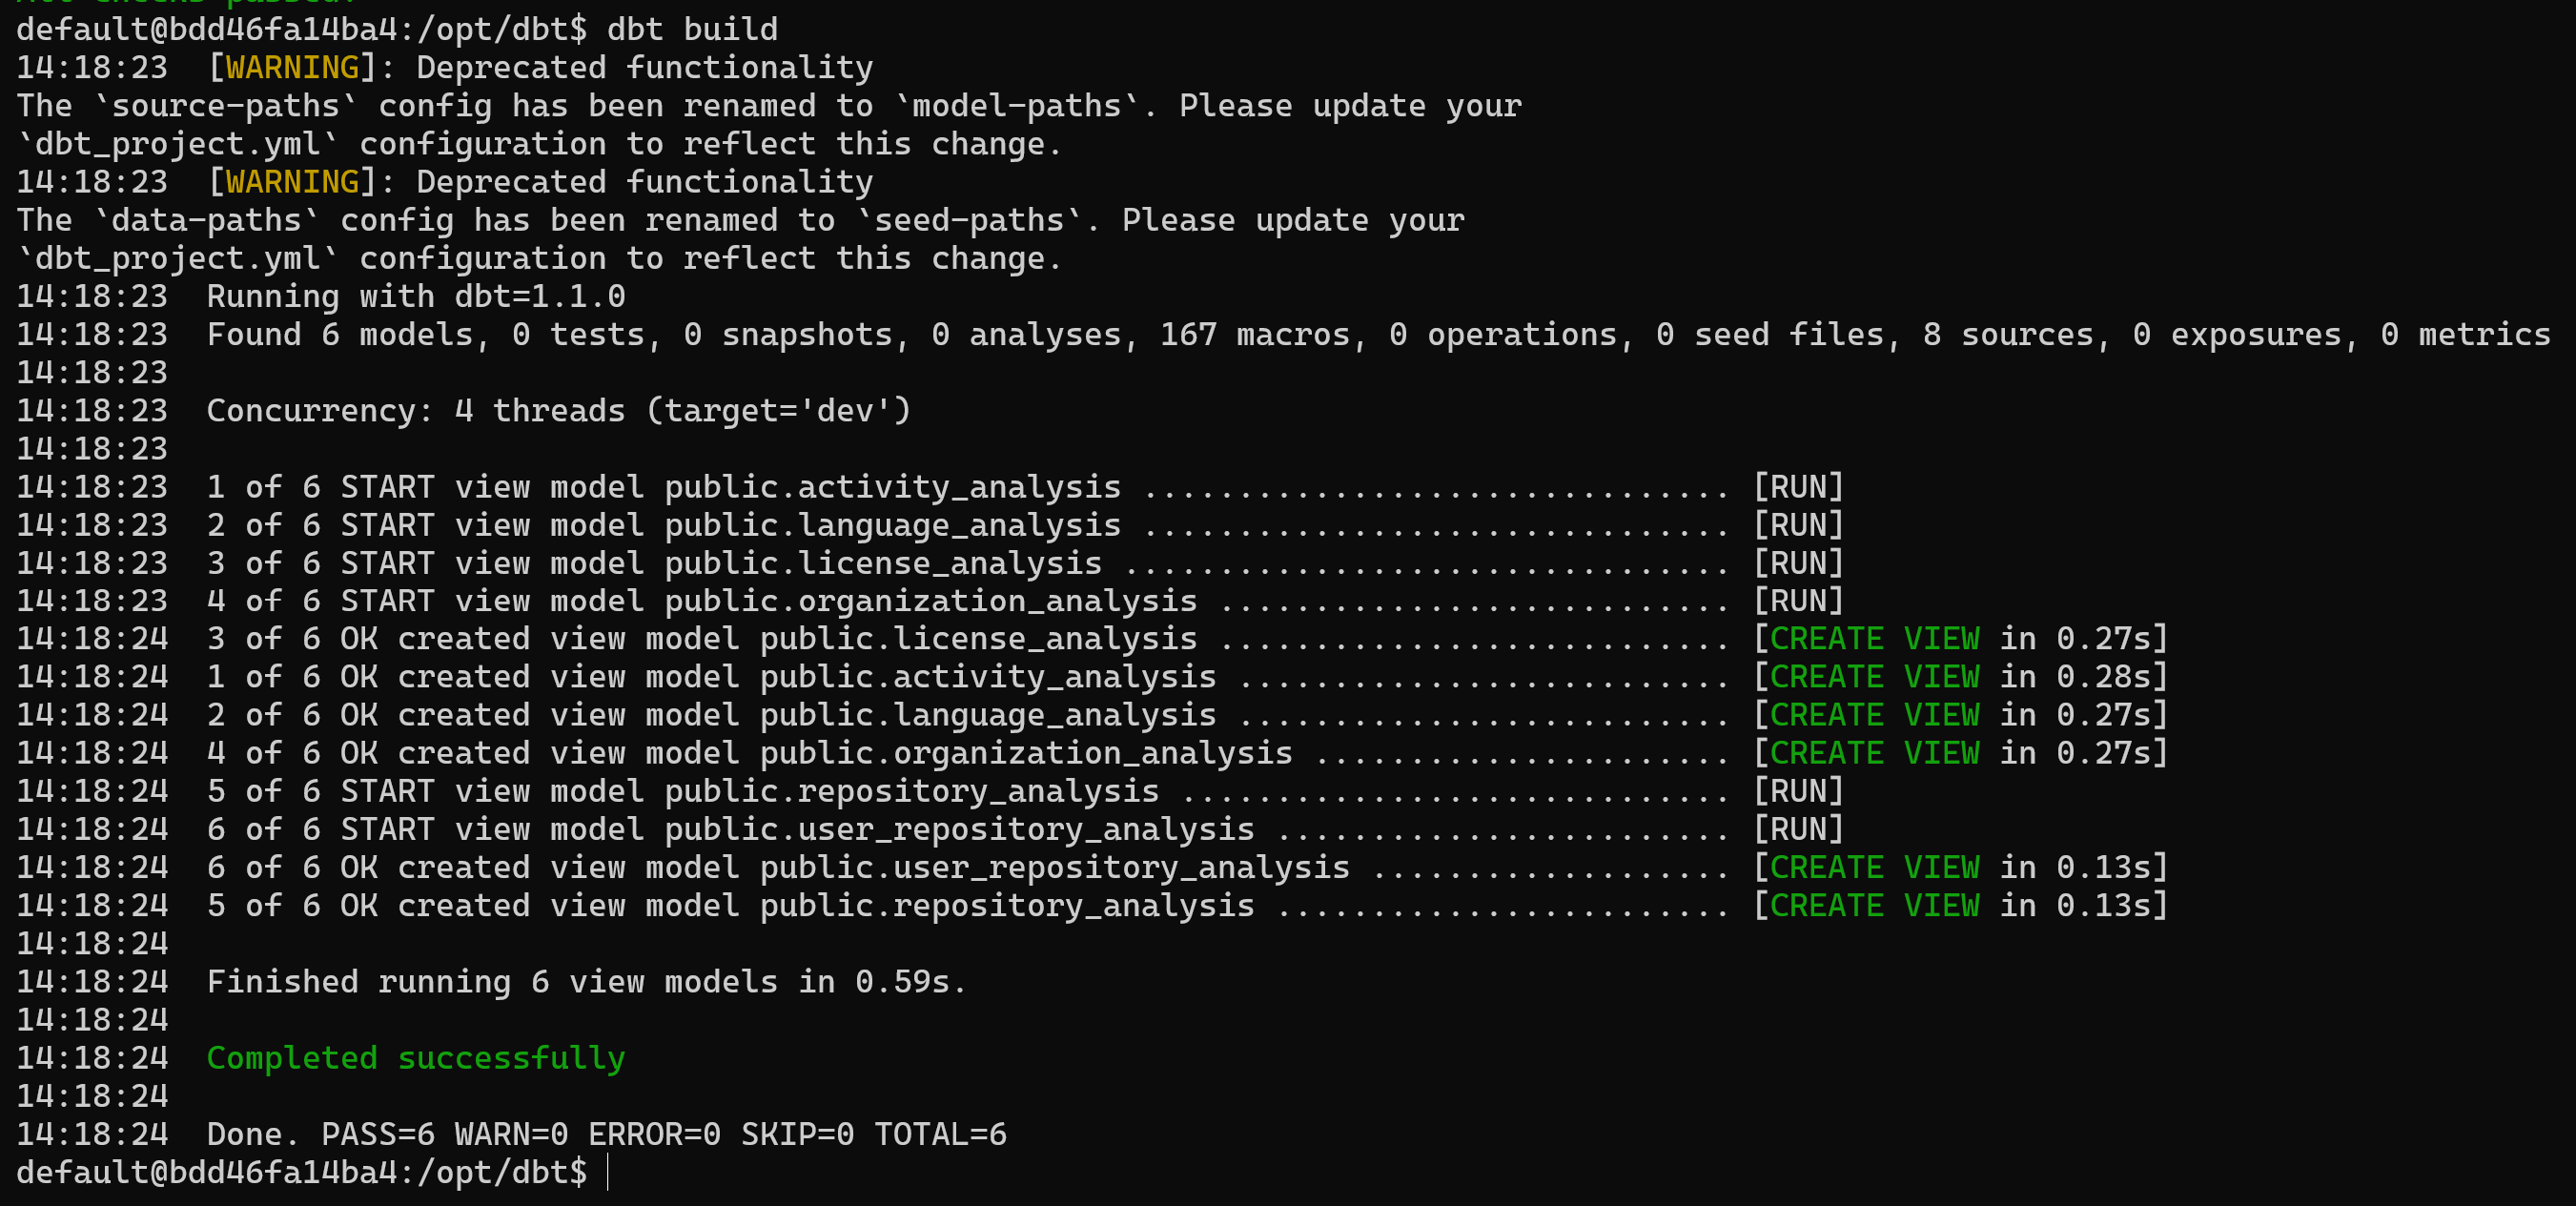 default@bdd46fa14ba4:/opt/dbt$ dbt build
14:18:23  [WARNING]: Deprecated functionality
The `source-paths` config has been renamed to `model-paths`. Please update your
`dbt_project.yml` configuration to reflect this change.
14:18:23  [WARNING]: Deprecated functionality
The `data-paths` config has been renamed to `seed-paths`. Please update your
`dbt_project.yml` configuration to reflect this change.
14:18:23  Running with dbt=1.1.0
14:18:23  Found 6 models, 0 tests, 0 snapshots, 0 analyses, 167 macros, 0 operations, 0 seed files, 8 sources, 0 exposures, 0 metrics
14:18:23
14:18:23  Concurrency: 4 threads (target='dev')
14:18:23
14:18:23  1 of 6 START view model public.activity_analysis ............................... [RUN]
14:18:23  2 of 6 START view model public.language_analysis ............................... [RUN]
14:18:23  3 of 6 START view model public.license_analysis ................................ [RUN]
14:18:23  4 of 6 START view model public.organization_analysis ........................... [RUN]
14:18:24  3 of 6 OK created view model public.license_analysis ........................... [CREATE VIEW in 0.27s]
14:18:24  1 of 6 OK created view model public.activity_analysis .......................... [CREATE VIEW in 0.28s]
14:18:24  2 of 6 OK created view model public.language_analysis .......................... [CREATE VIEW in 0.27s]
14:18:24  4 of 6 OK created view model public.organization_analysis ...................... [CREATE VIEW in 0.27s]
14:18:24  5 of 6 START view model public.repository_analysis ............................. [RUN]
14:18:24  6 of 6 START view model public.user_repository_analysis ........................ [RUN]
14:18:24  6 of 6 OK created view model public.user_repository_analysis ................... [CREATE VIEW in 0.13s]
14:18:24  5 of 6 OK created view model public.repository_analysis ........................ [CREATE VIEW in 0.13s]
14:18:24
14:18:24  Finished running 6 view models in 0.59s.
14:18:24
14:18:24  Completed successfully
14:18:24
14:18:24  Done. PASS=6 WARN=0 ERROR=0 SKIP=0 TOTAL=6
default@bdd46fa14ba4:/opt/dbt$